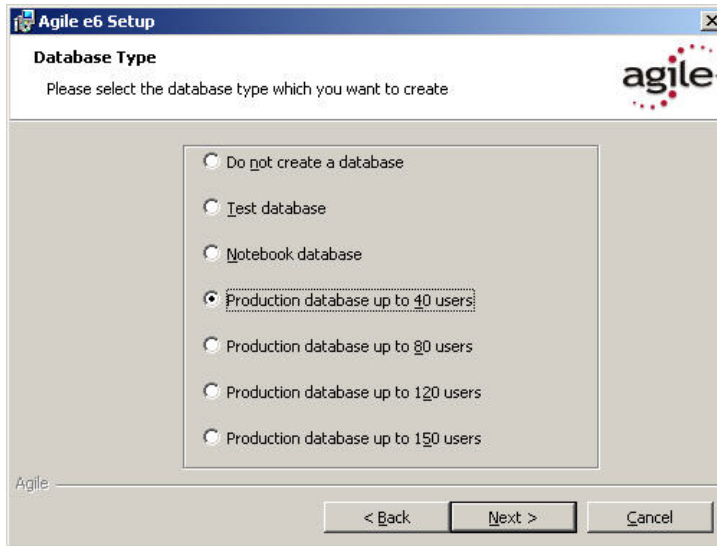 Agile e6 Setup
Database Type
Please select the database type which you want to create
agile
Do not create a database
Test database
Notebook database
Production database up to 40 users
Production database up to 80 users
Production database up to 120 users
Production database up to 150 users
Agile
< Back
Next >
Cancel